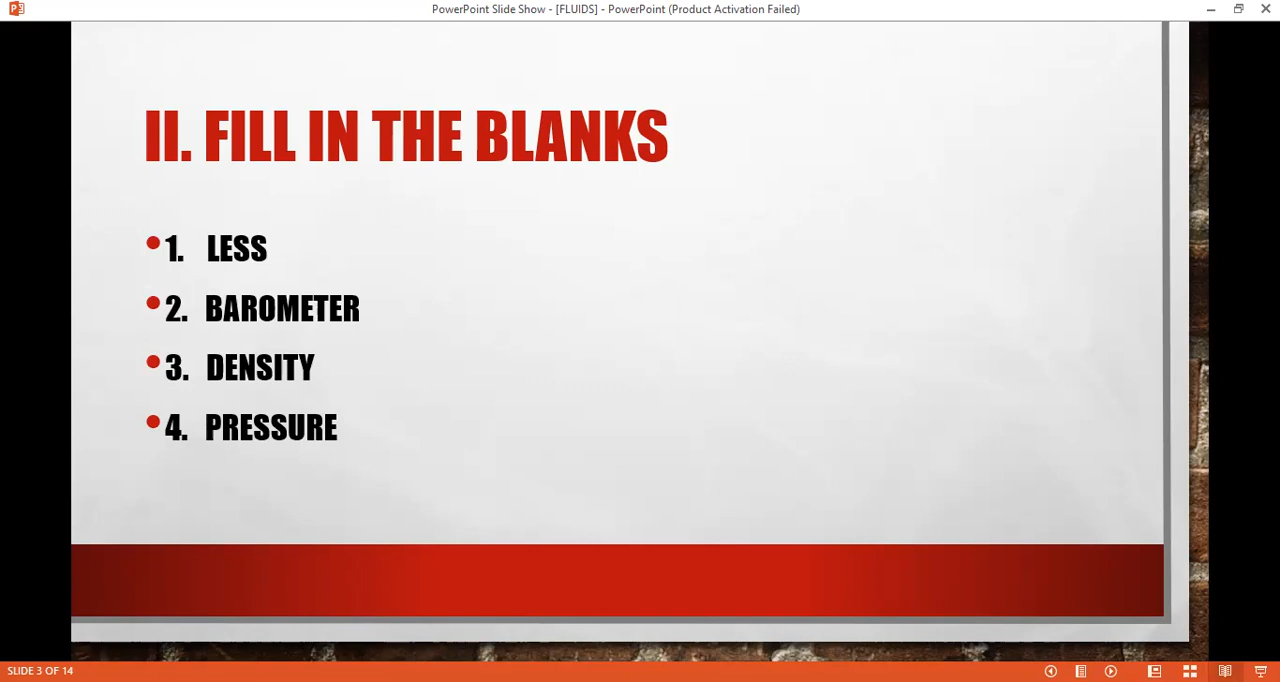 PowerPoint Slide Show - [FLUIDS] - PowerPoint (Product Activation Failed)
II. FILL IN THE BLANKS
• 1. LESS
• 2. BAROMETER
• 3. DENSITY
• 4. PRESSURE
SLIDE 3 OF 14